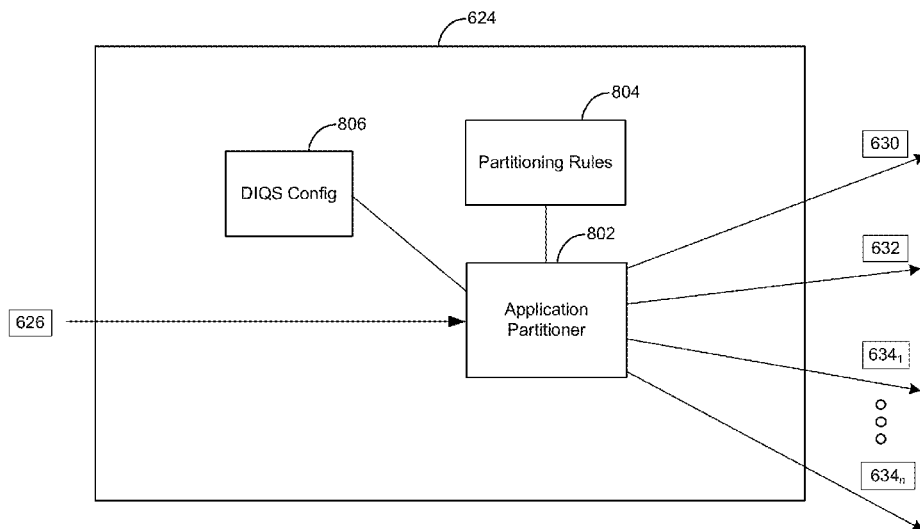 624
806
804
DIQS Config
Partitioning Rules
630
802
632
626
Application
Partitioner
634₁
634ₙ